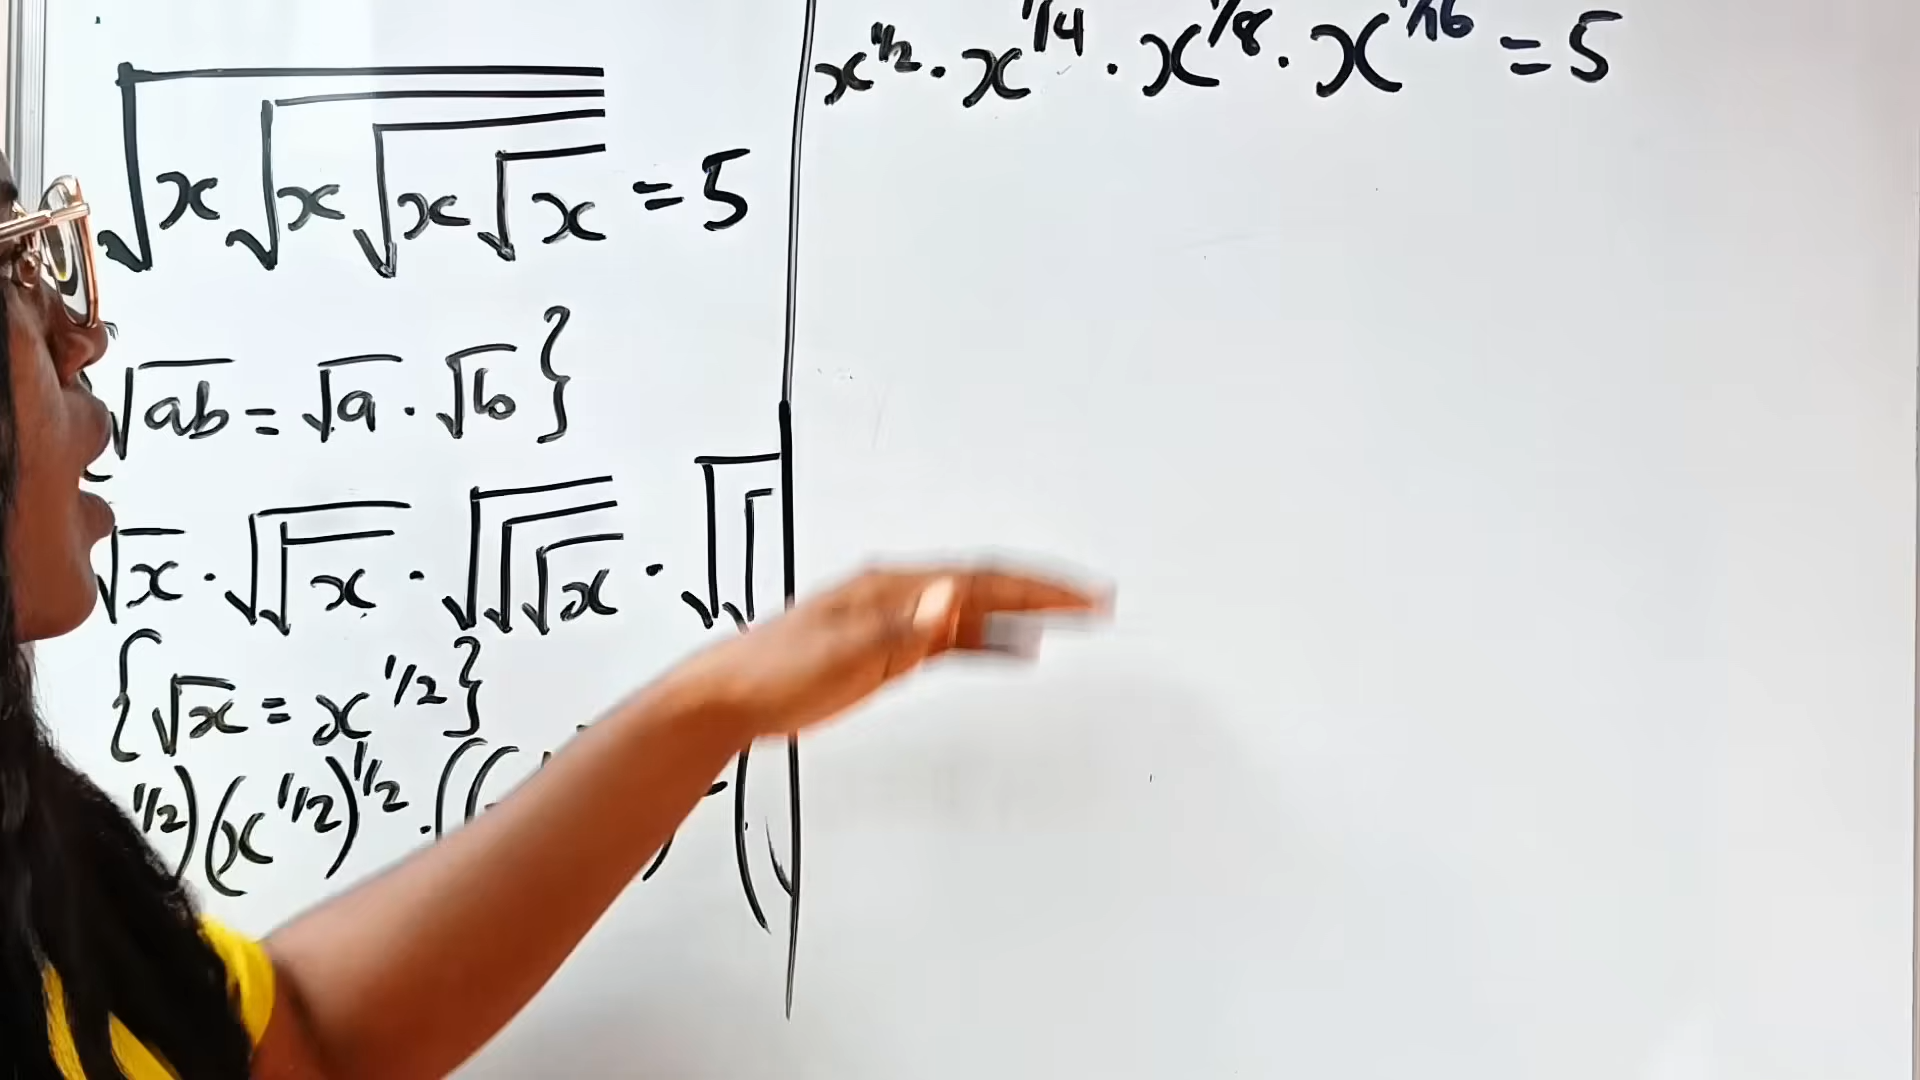 √(x√(x√(x√x))) = 5
√ab = √a · √b }
√x · √√x · √√√x · √√
{ √x = x^1/2 }
^1/2)(x^1/2)^1/2 · ((
x^1/2 · x^1/4 · x^1/8 · x^1/16 = 5